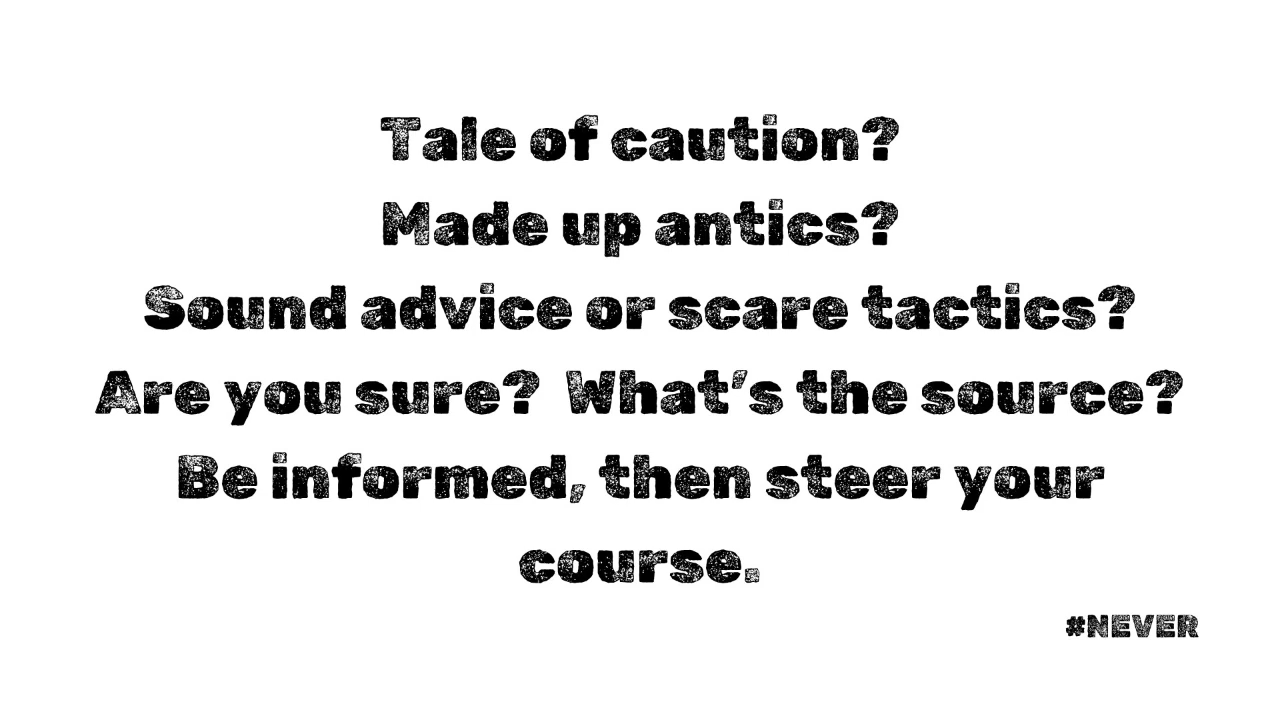 Tale of caution?
Made up antics?
Sound advice or scare tactics?
Are you sure?  What's the source?
Be informed, then steer your
course.
#NEVER